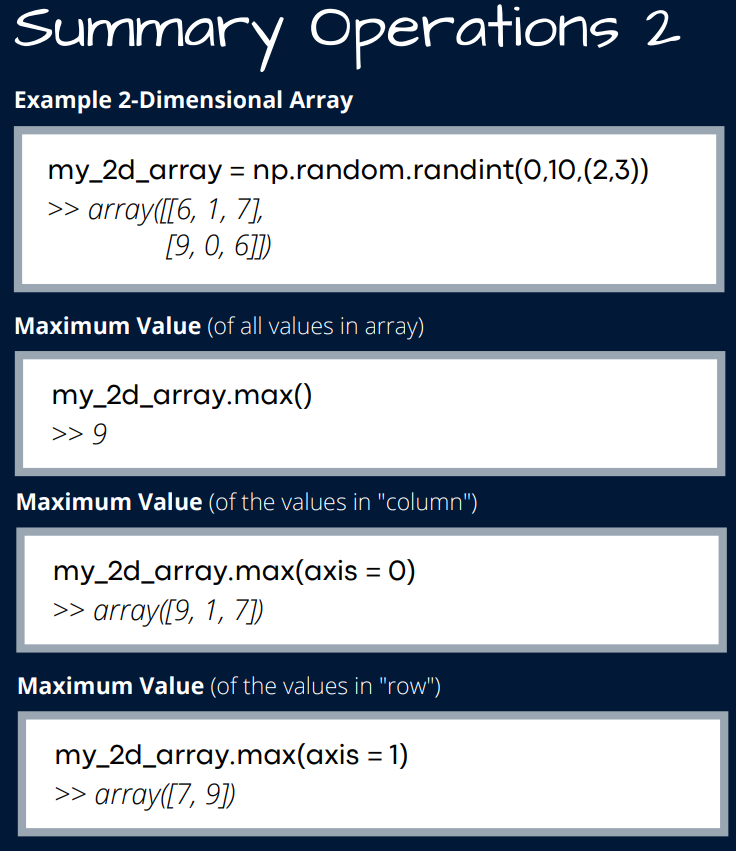 Summary Operations 2
Example 2-Dimensional Array
my_2d_array = np.random.randint(0,10,(2,3))
>> array([[6, 1, 7],
[9, 0, 6]])
Maximum Value (of all values in array)
my_2d_array.max()
>> 9
Maximum Value (of the values in "column")
my_2d_array.max(axis = 0)
>> array([9, 1, 7])
Maximum Value (of the values in "row")
my_2d_array.max(axis = 1)
>> array([7, 9])